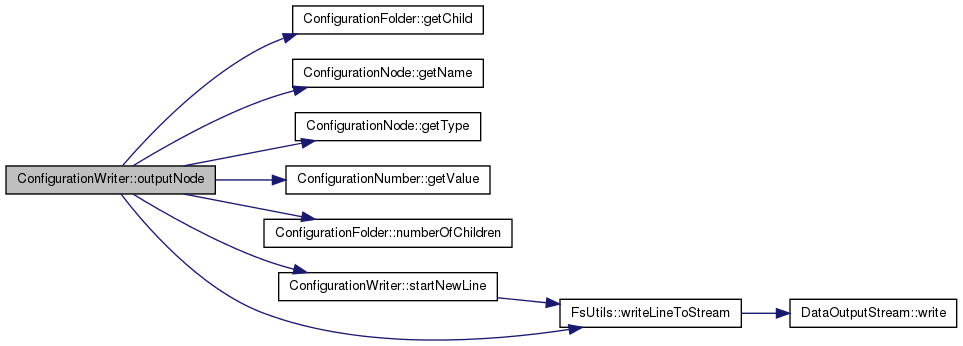 ConfigurationFolder::getChild
ConfigurationNode::getName
ConfigurationNode::getType
ConfigurationWriter::outputNode
ConfigurationNumber::getValue
ConfigurationFolder::numberOfChildren
ConfigurationWriter::startNewLine
FsUtils::writeLineToStream
DataOutputStream::write